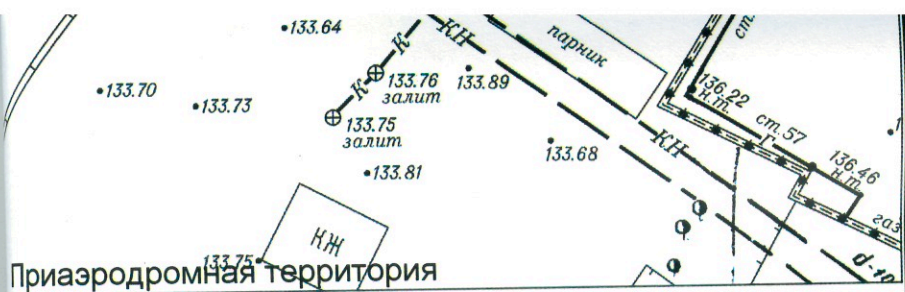 133.64
парник
ст.
К К
КН
133.76
залит
133.89
133.70
133.73
133.75
залит
136.22
н.т.
ст.57
Г
136.46
н.т.
КН
133.68
133.81
КЖ
газ
133.75
Приаэродромная территория